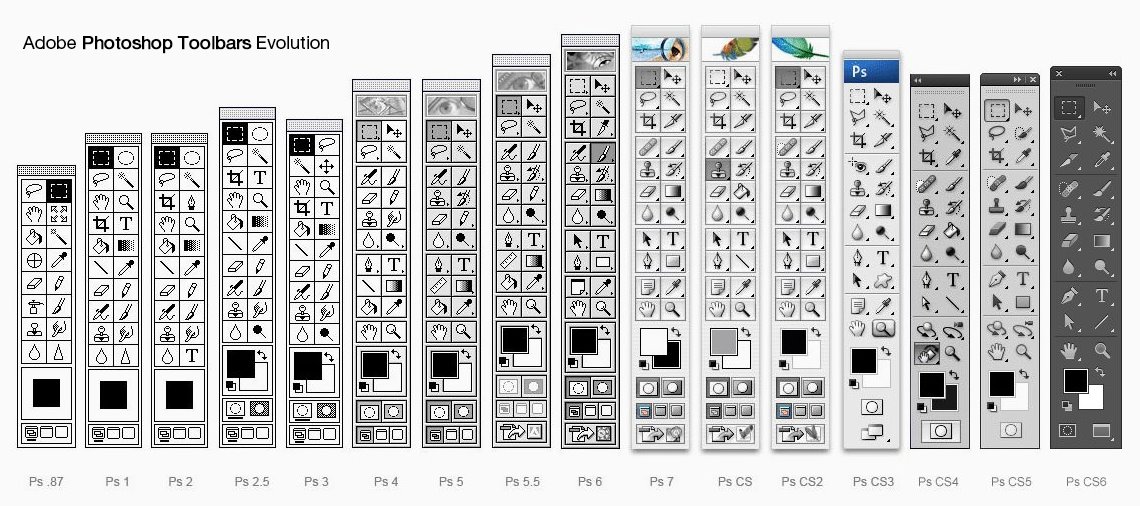 Adobe Photoshop Toolbars Evolution
Ps
Ps .87
Ps 1
Ps 2
Ps 2.5
Ps 3
Ps 4
Ps 5
Ps 5.5
Ps 6
Ps 7
Ps CS
Ps CS2
Ps CS3
Ps CS4
Ps CS5
Ps CS6